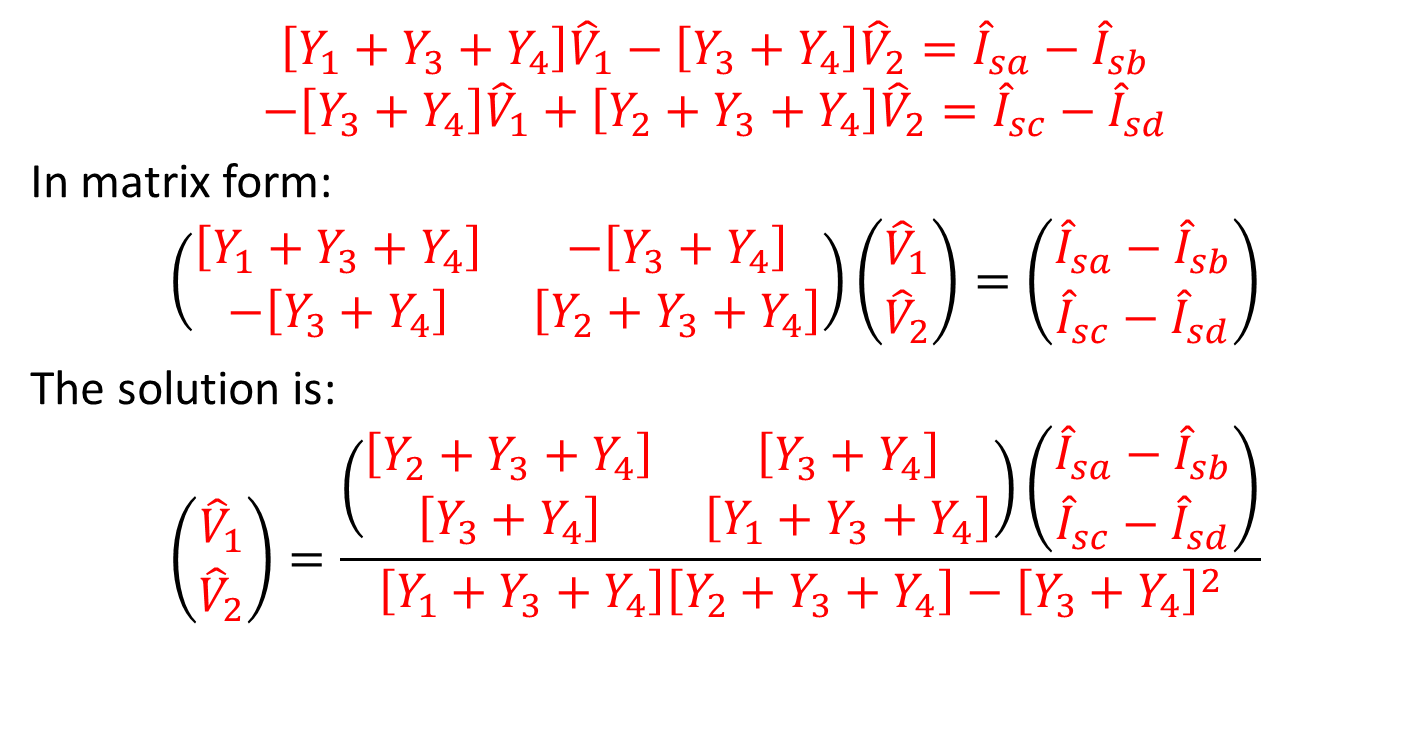 [Y₁ + Y₃ + Y₄]V̂₁ − [Y₃ + Y₄]V̂₂ = Î_sa − Î_sb
−[Y₃ + Y₄]V̂₁ + [Y₂ + Y₃ + Y₄]V̂₂ = Î_sc − Î_sd
In matrix form:
([Y₁ + Y₃ + Y₄] −[Y₃ + Y₄]) (V̂₁) = (Î_sa − Î_sb)
(−[Y₃ + Y₄] [Y₂ + Y₃ + Y₄]) (V̂₂) (Î_sc − Î_sd)
The solution is:
([Y₂ + Y₃ + Y₄] [Y₃ + Y₄]) (Î_sa − Î_sb)
([Y₃ + Y₄] [Y₁ + Y₃ + Y₄]) (Î_sc − Î_sd)
(V̂₁) =
(V̂₂)
[Y₁ + Y₃ + Y₄][Y₂ + Y₃ + Y₄] − [Y₃ + Y₄]²